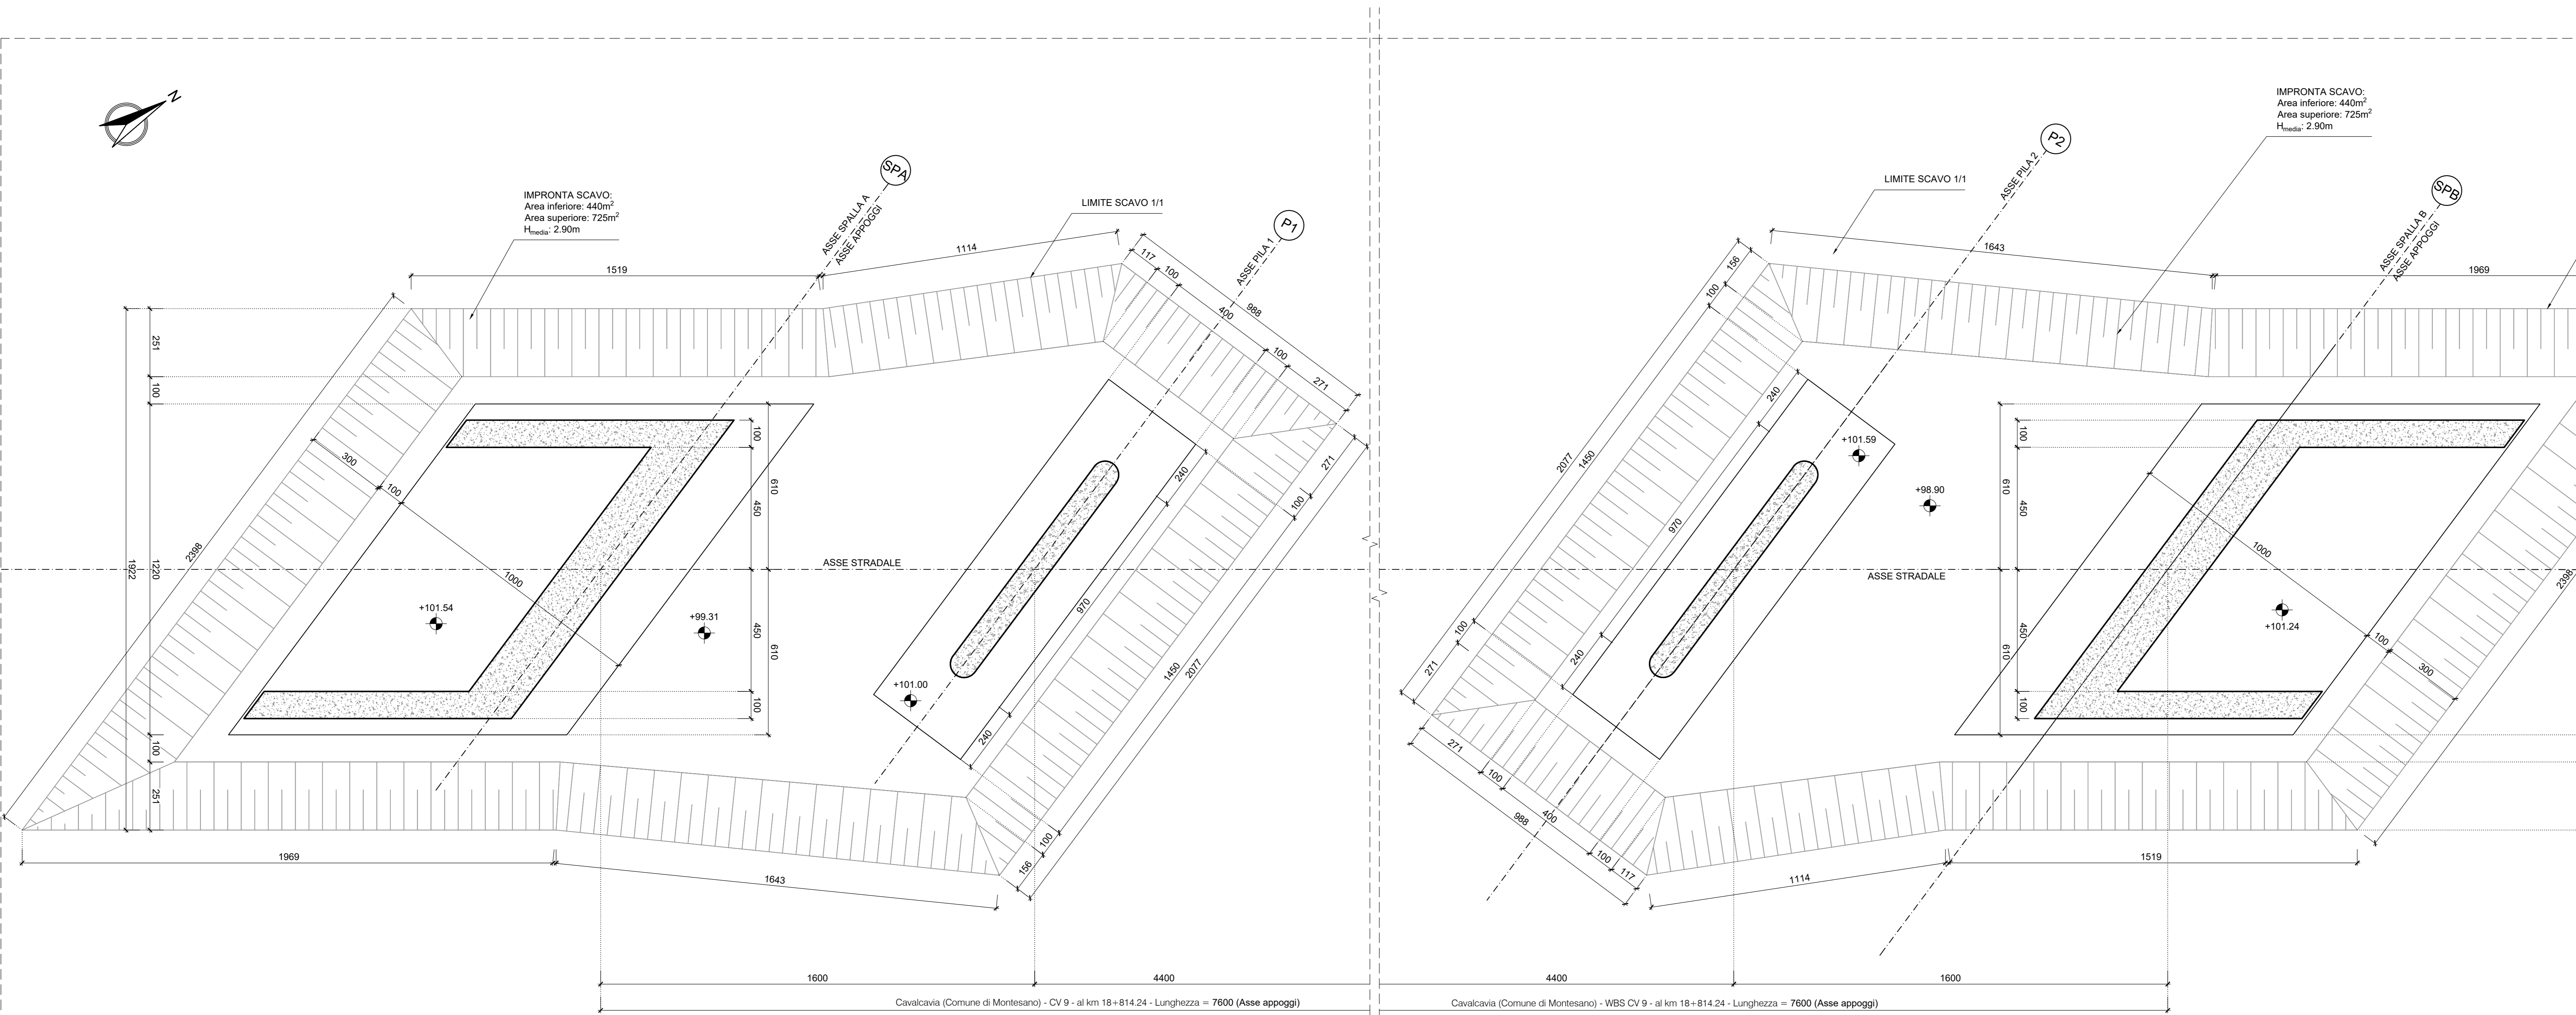 N
IMPRONTA SCAVO:
Area inferiore: 440m²
Area superiore: 725m²
Hmedia: 2.90m
SPA
ASSE SPALLA A
ASSE APPOGGI
LIMITE SCAVO 1/1
P1
ASSE PILA 1
1519
1114
117
100
400
988
100
271
251
100
2398
1922
1220
300
100
1000
100
610
450
450
610
100
240
970
240
271
100
1450
2077
ASSE STRADALE
+101.54
+99.31
+101.00
100
251
1969
1643
100
156
1600
4400
Cavalcavia (Comune di Montesano) - CV 9 - al km 18+814.24 - Lunghezza = 7600 (Asse appoggi)
P2
ASSE PILA 2
LIMITE SCAVO 1/1
IMPRONTA SCAVO:
Area inferiore: 440m²
Area superiore: 725m²
Hmedia: 2.90m
SPB
ASSE SPALLA B
ASSE APPOGGI
1643
1969
156
100
2077
1450
240
970
240
+101.59
+98.90
610
100
450
450
610
100
1000
100
300
2398
+101.24
ASSE STRADALE
100
271
271
100
400
988
100
117
1114
1519
4400
1600
Cavalcavia (Comune di Montesano) - WBS CV 9 - al km 18+814.24 - Lunghezza = 7600 (Asse appoggi)